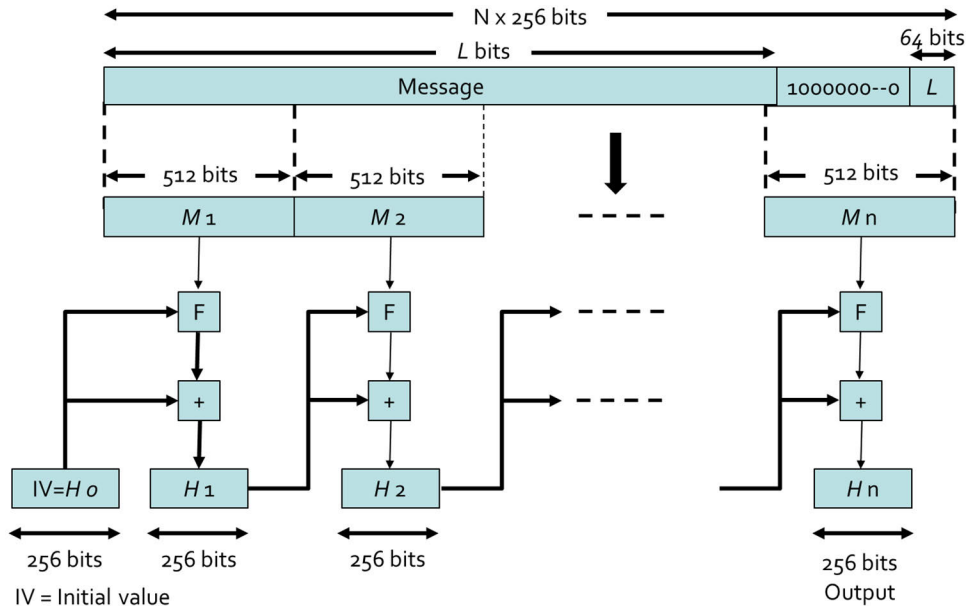 N x 256 bits
L bits
64 bits
Message
1000000--0
L
512 bits
512 bits
512 bits
M 1
M 2
M n
F
F
F
+
+
+
IV=H 0
H 1
H 2
H n
256 bits
256 bits
256 bits
256 bits
IV = Initial value
Output